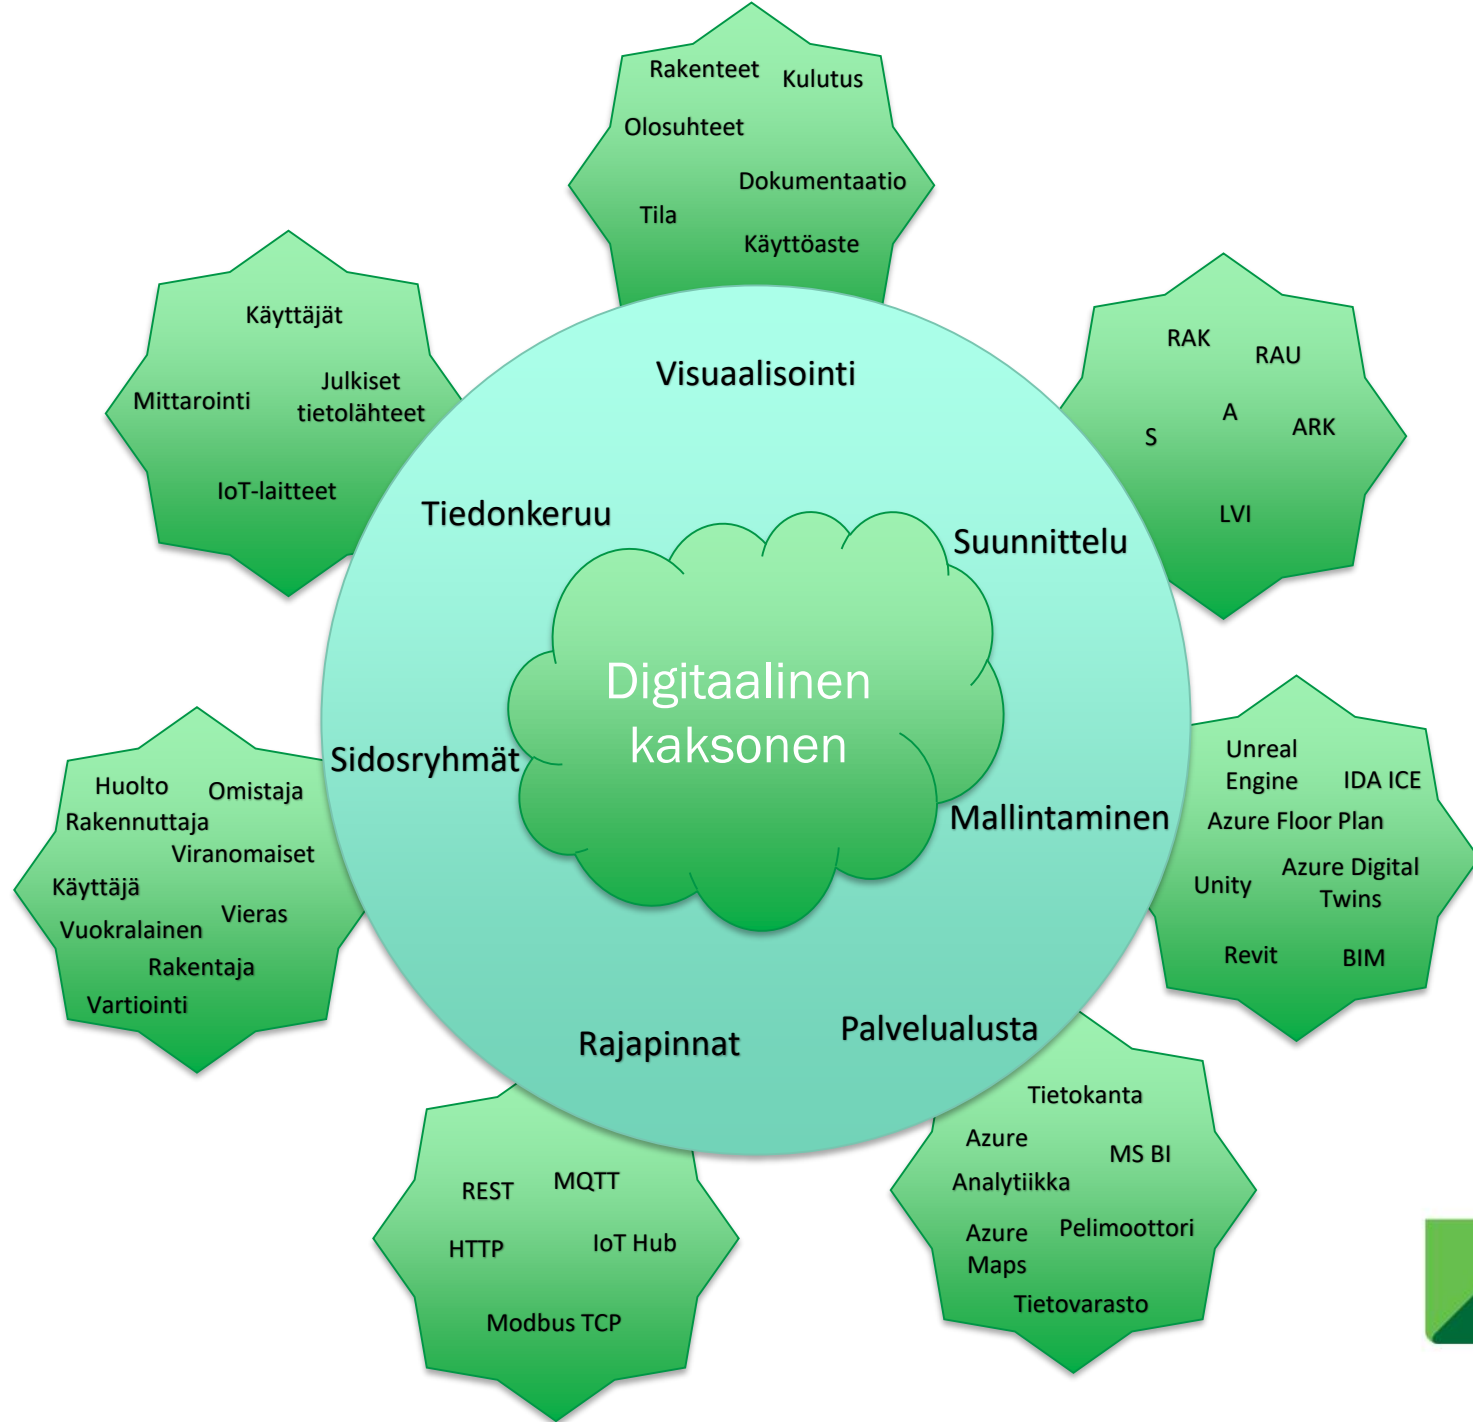 Rakenteet
Kulutus
Olosuhteet
Dokumentaatio
Tila
Käyttöaste
Käyttäjät
Mittarointi
Julkiset
tietolähteet
IoT-laitteet
RAK
RAU
A
S
ARK
LVI
Visuaalisointi
Tiedonkeruu
Suunnittelu
Digitaalinen
kaksonen
Sidosryhmät
Mallintaminen
Rajapinnat
Palvelualusta
Huolto
Omistaja
Rakennuttaja
Viranomaiset
Käyttäjä
Vieras
Vuokralainen
Rakentaja
Vartiointi
Unreal
Engine
IDA ICE
Azure Floor Plan
Unity
Azure Digital
Twins
Revit
BIM
REST
MQTT
HTTP
IoT Hub
Modbus TCP
Tietokanta
Azure
MS BI
Analytiikka
Azure
Maps
Pelimoottori
Tietovarasto